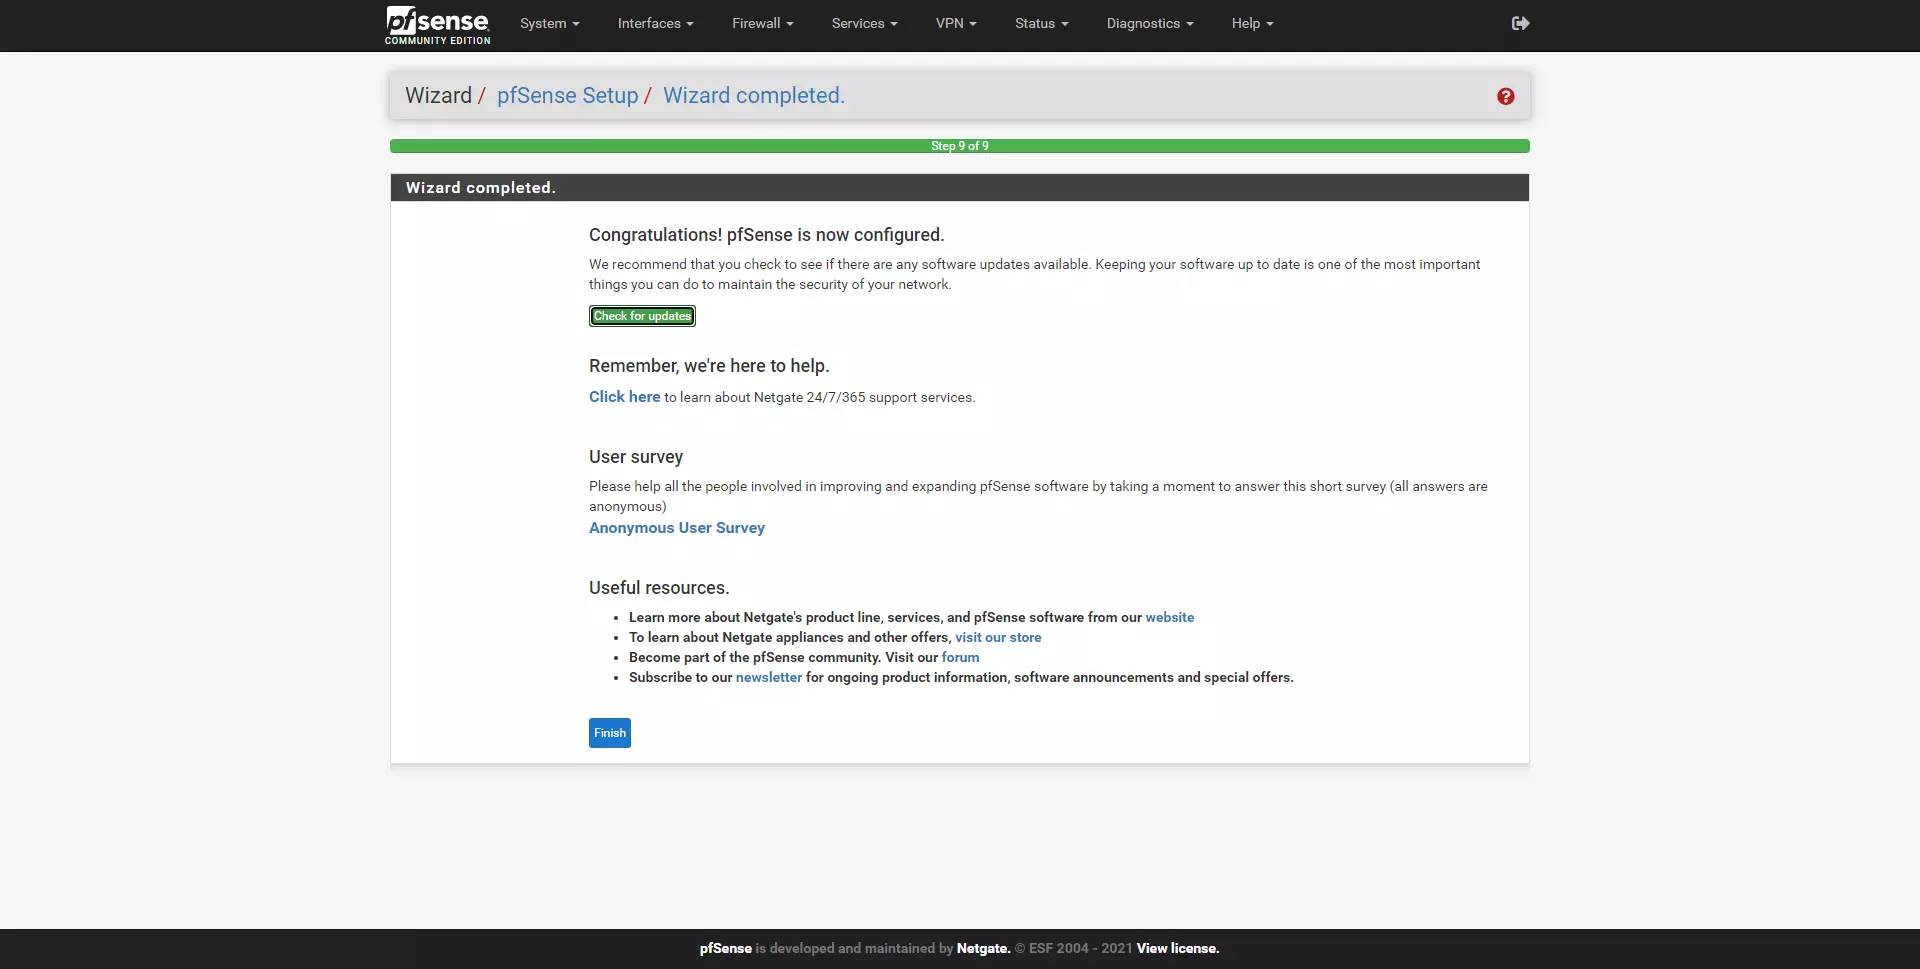 pfsense
COMMUNITY EDITION
System
Interfaces
Firewall
Services
VPN
Status
Diagnostics
Help
Wizard / pfSense Setup / Wizard completed.
?
Step 9 of 9
Wizard completed.
Congratulations! pfSense is now configured.
We recommend that you check to see if there are any software updates available. Keeping your software up to date is one of the most important
things you can do to maintain the security of your network.
Check for updates
Remember, we're here to help.
Click here to learn about Netgate 24/7/365 support services.
User survey
Please help all the people involved in improving and expanding pfSense software by taking a moment to answer this short survey (all answers are
anonymous)
Anonymous User Survey
Useful resources.
• Learn more about Netgate's product line, services, and pfSense software from our website
• To learn about Netgate appliances and other offers, visit our store
• Become part of the pfSense community. Visit our forum
• Subscribe to our newsletter for ongoing product information, software announcements and special offers.
Finish
pfSense is developed and maintained by Netgate. © ESF 2004 - 2021 View license.